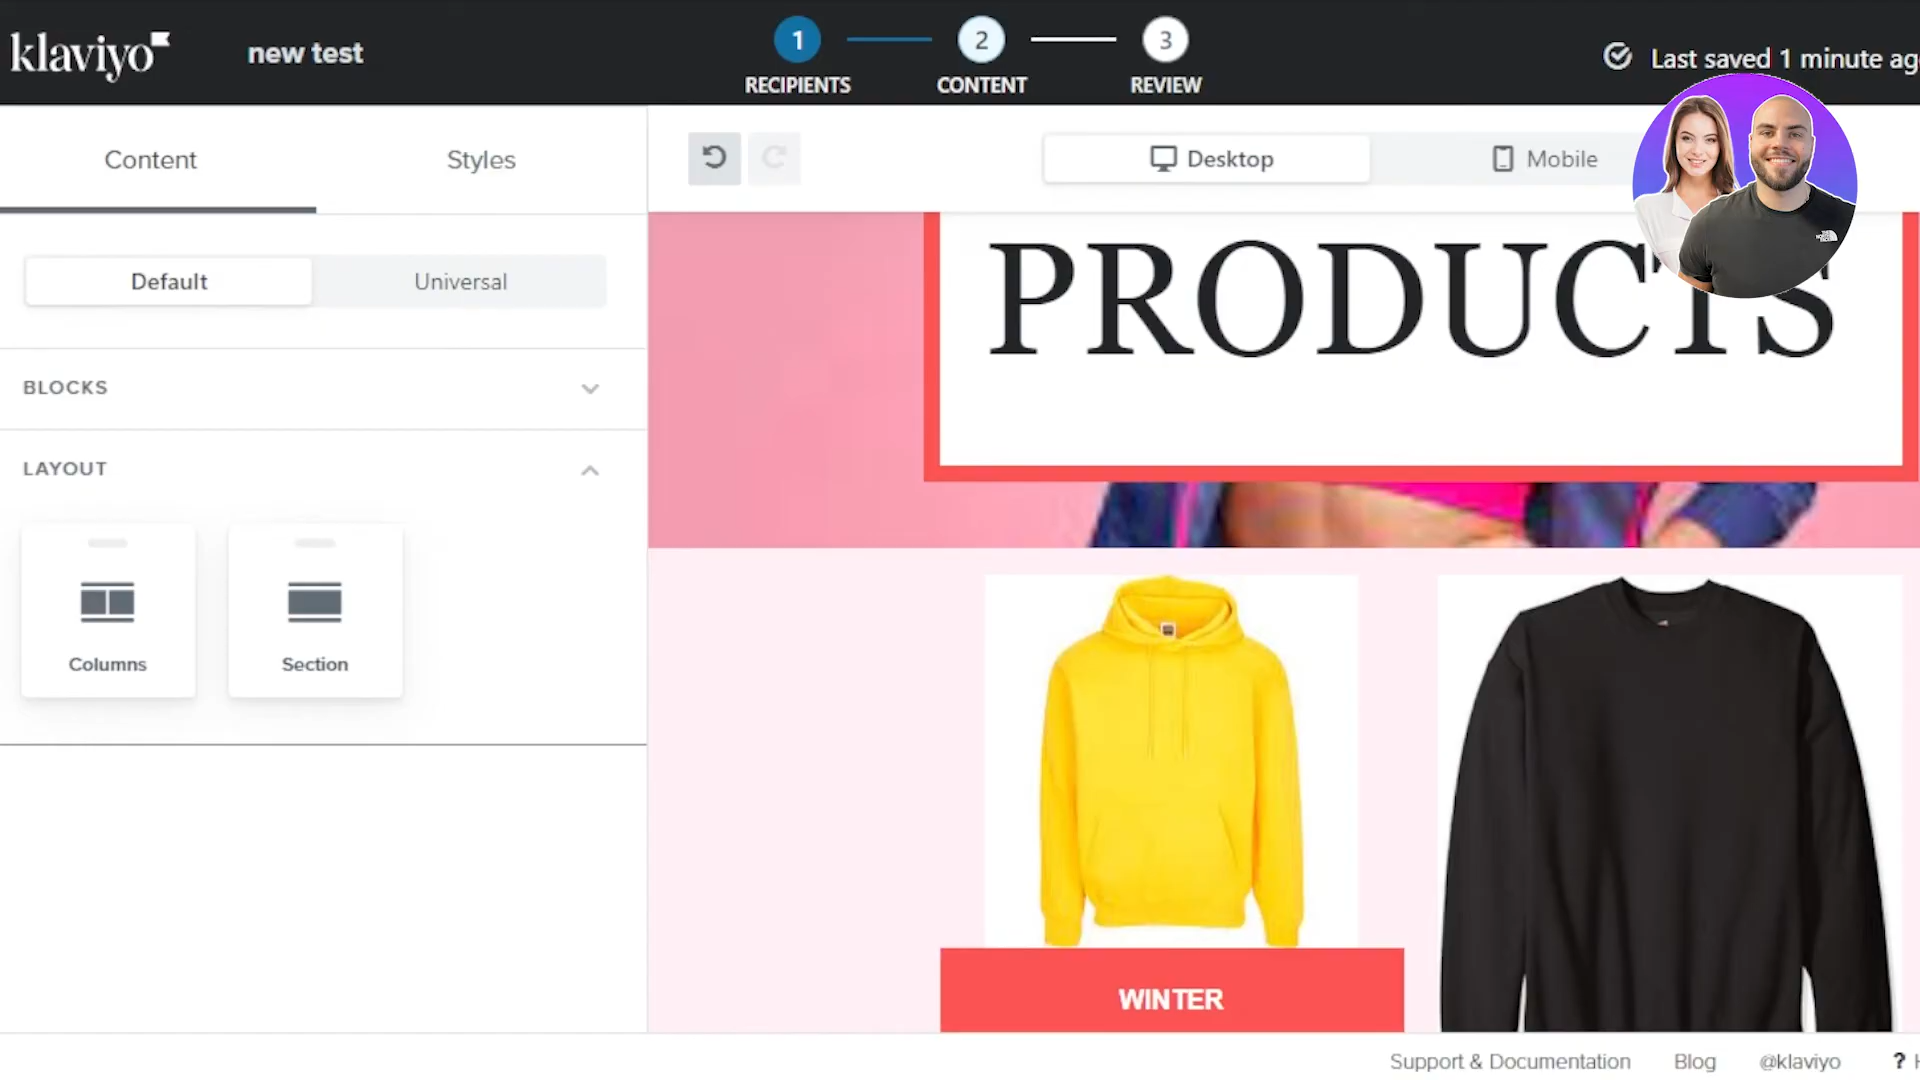 klaviyo
new test
1
2
3
RECIPIENTS
CONTENT
REVIEW
Last saved 1 minute ag
Content
Styles
Desktop
Mobile
Default
Universal
PRODUCTS
BLOCKS
LAYOUT
Columns
Section
WINTER
Support & Documentation
Blog
@klaviyo
? H